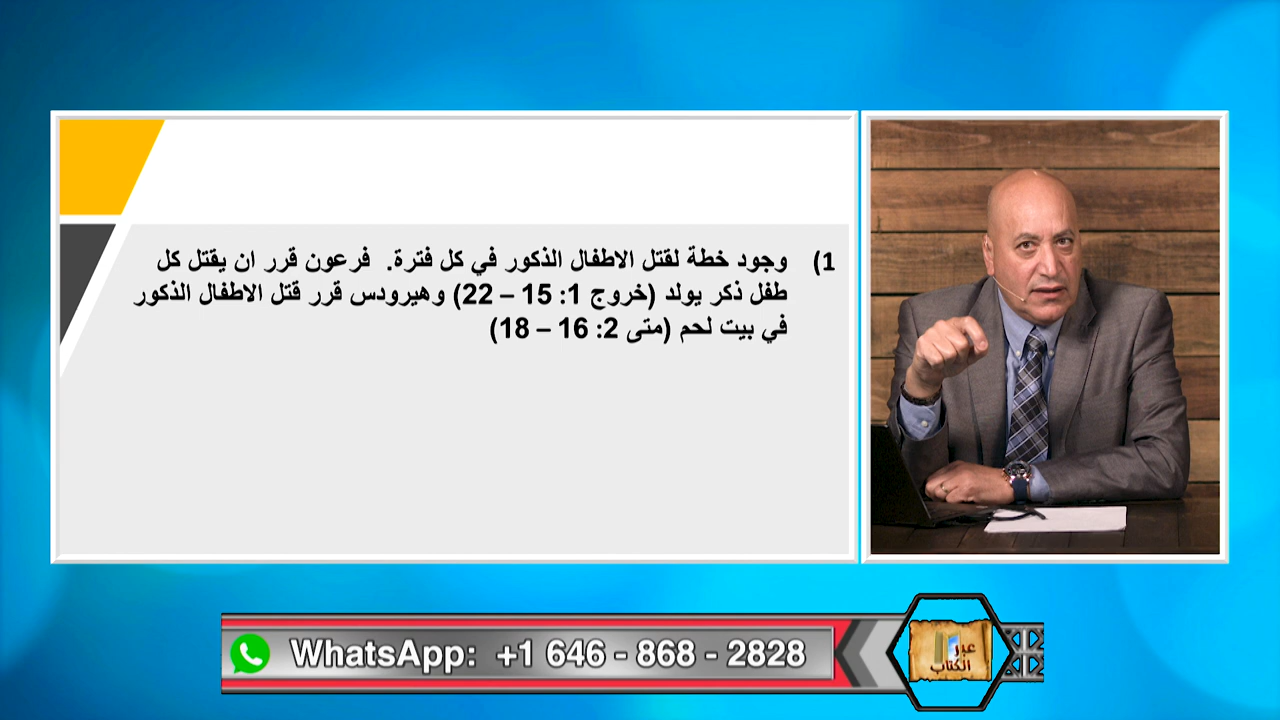 1) وجود خطة لقتل الاطفال الذكور في كل فترة. فرعون قرر ان يقتل كل
طفل ذكر يولد (خروج 1: 15 – 22) وهيرودس قرر قتل الاطفال الذكور
في بيت لحم (متى 2: 16 – 18)
WhatsApp: +1 646 - 868 - 2828
عبر
الكتاب